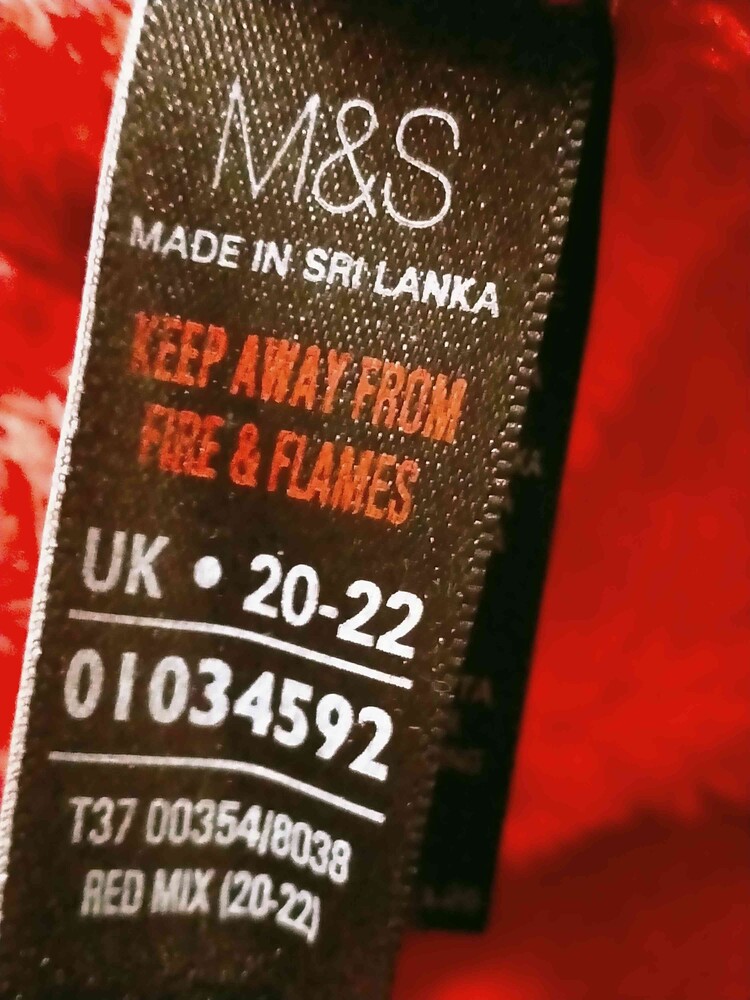 M&S
MADE IN SRI LANKA
KEEP AWAY FROM
FIRE & FLAMES
UK • 20-22
01034592
T37 00354/8038
RED MIX (20-22)